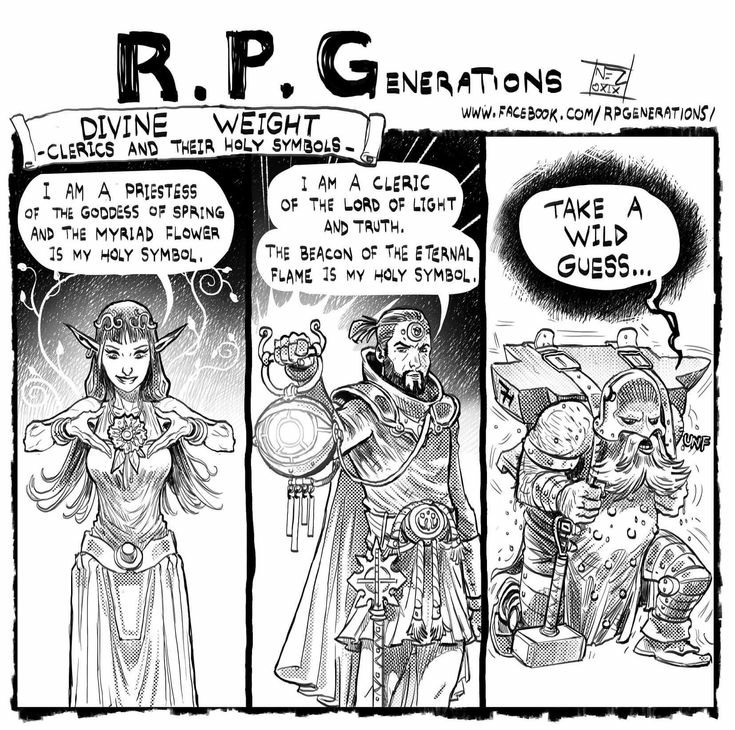 R.P.GENERATIONS
NEZ
OXIX
WWW.FACEBOOK.COM/RPGENERATIONS/
DIVINE WEIGHT
-CLERICS AND THEIR HOLY SYMBOLS-
I AM A PRIESTESS
OF THE GODDESS OF SPRING
AND THE MYRIAD FLOWER
IS MY HOLY SYMBOL.
I AM A CLERIC
OF THE LORD OF LIGHT
AND TRUTH.
THE BEACON OF THE ETERNAL
FLAME IS MY HOLY SYMBOL.
TAKE A
WILD
GUESS...
UNF